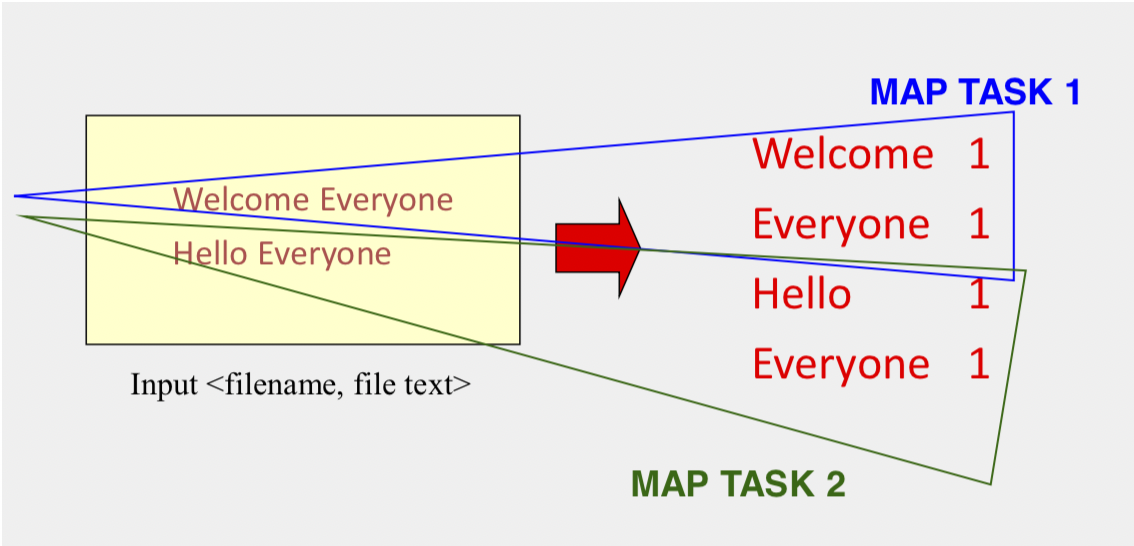 MAP TASK 1
Welcome 1
Everyone 1
Hello 1
Everyone 1
Welcome Everyone
Hello Everyone
Input <filename, file text>
MAP TASK 2